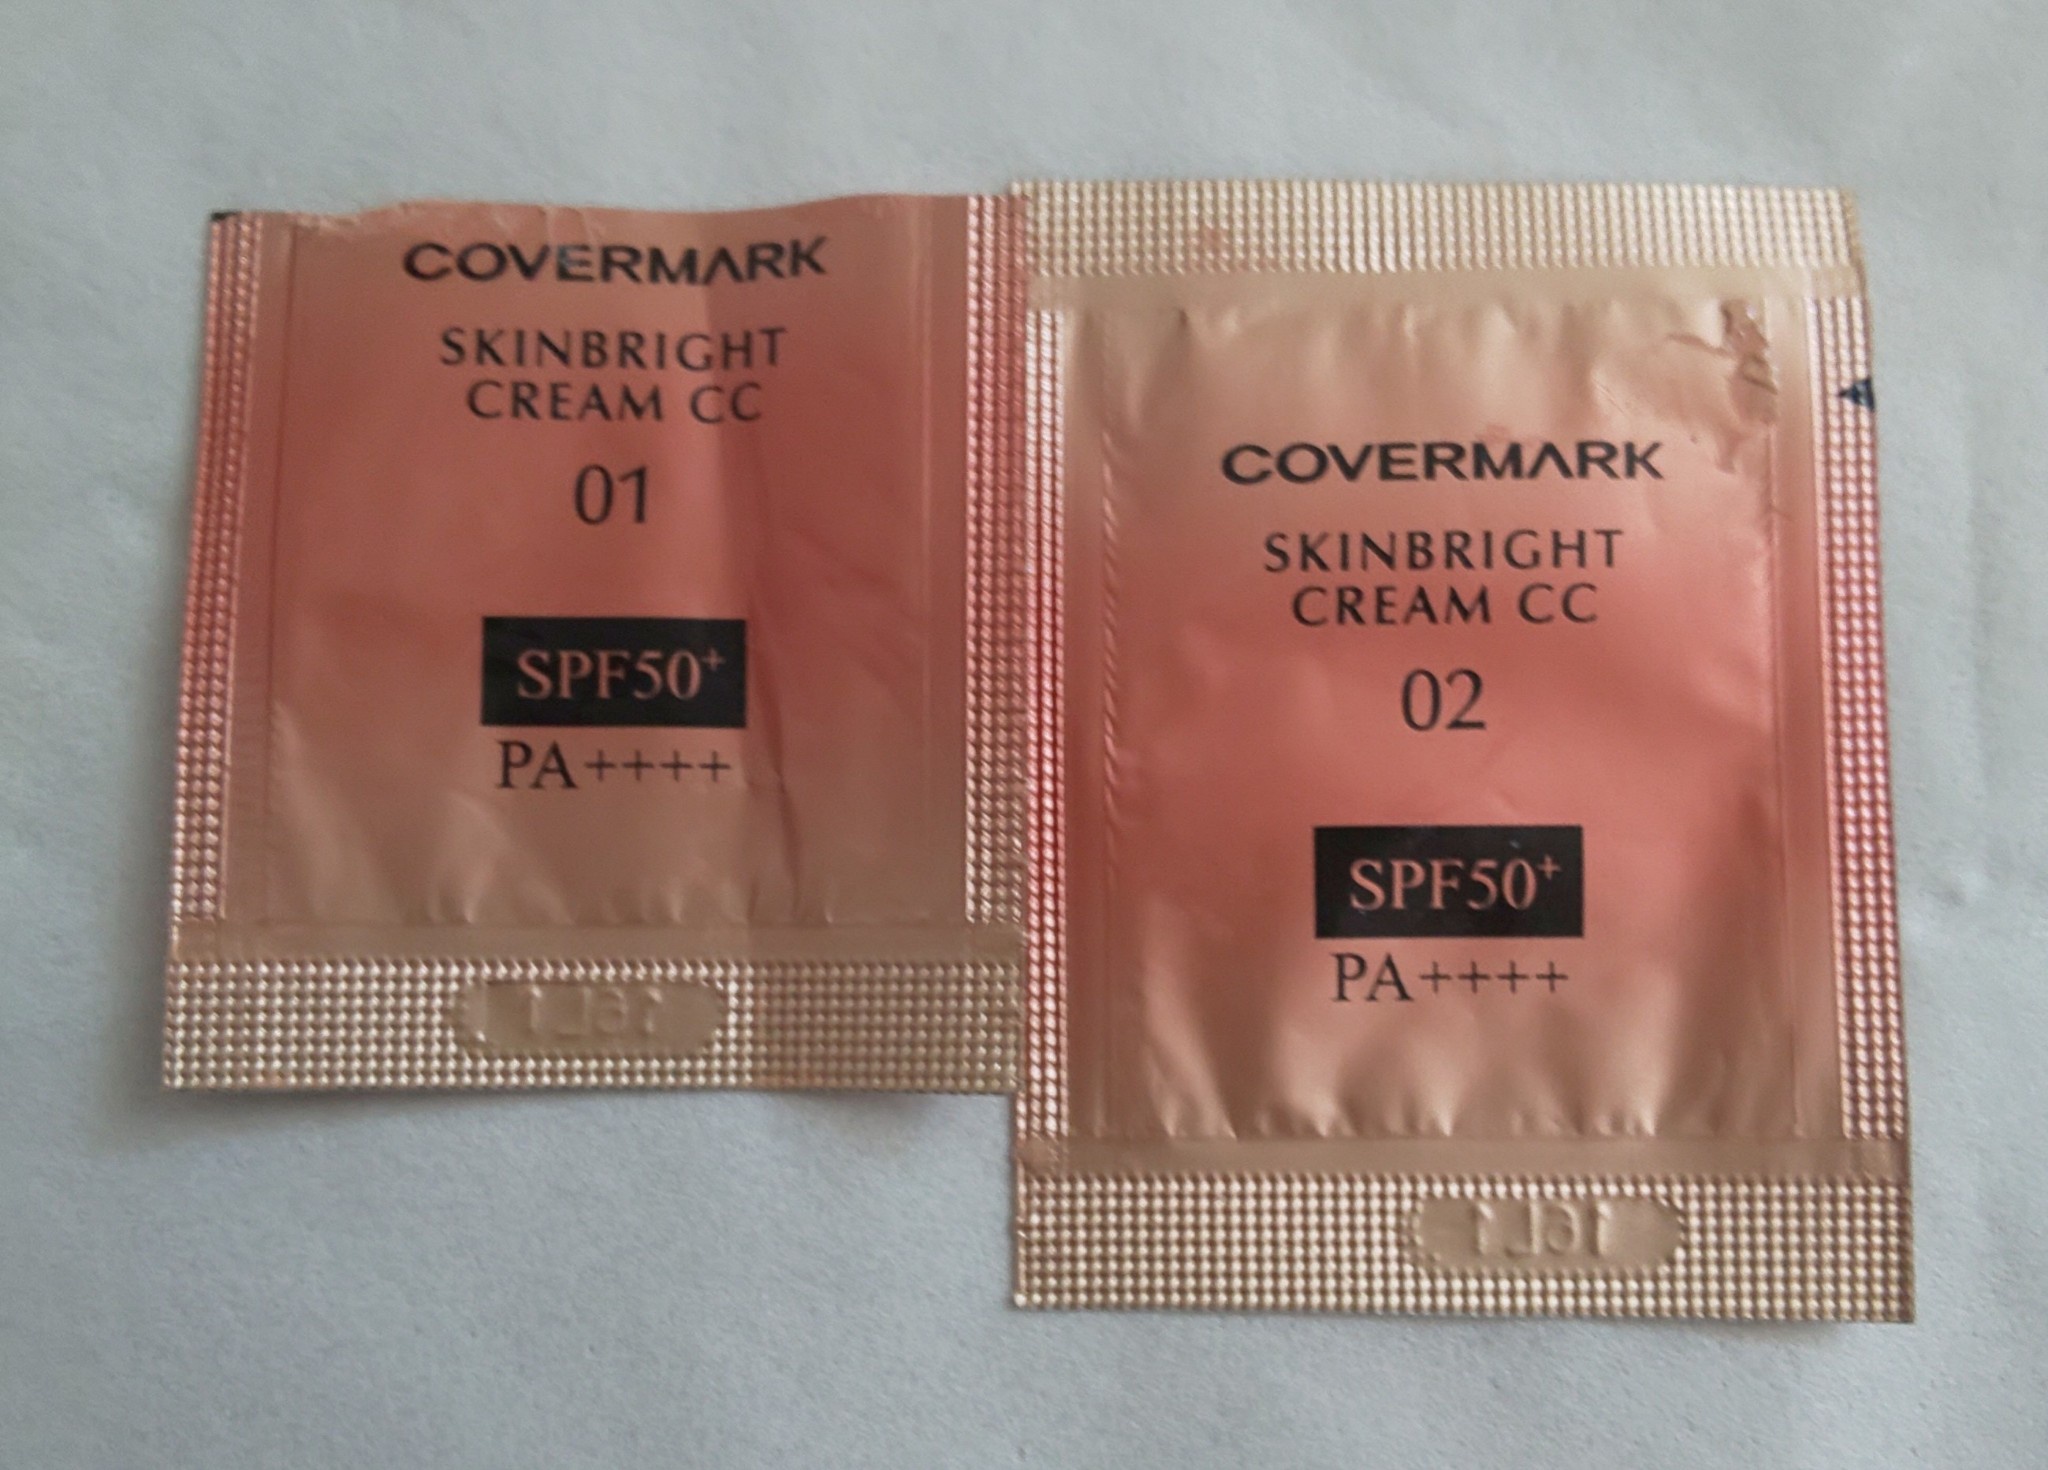 COVERMARK
SKINBRIGHT
CREAM CC
01
SPF50+
PA++++
COVERMARK
SKINBRIGHT
CREAM CC
02
SPF50+
PA++++